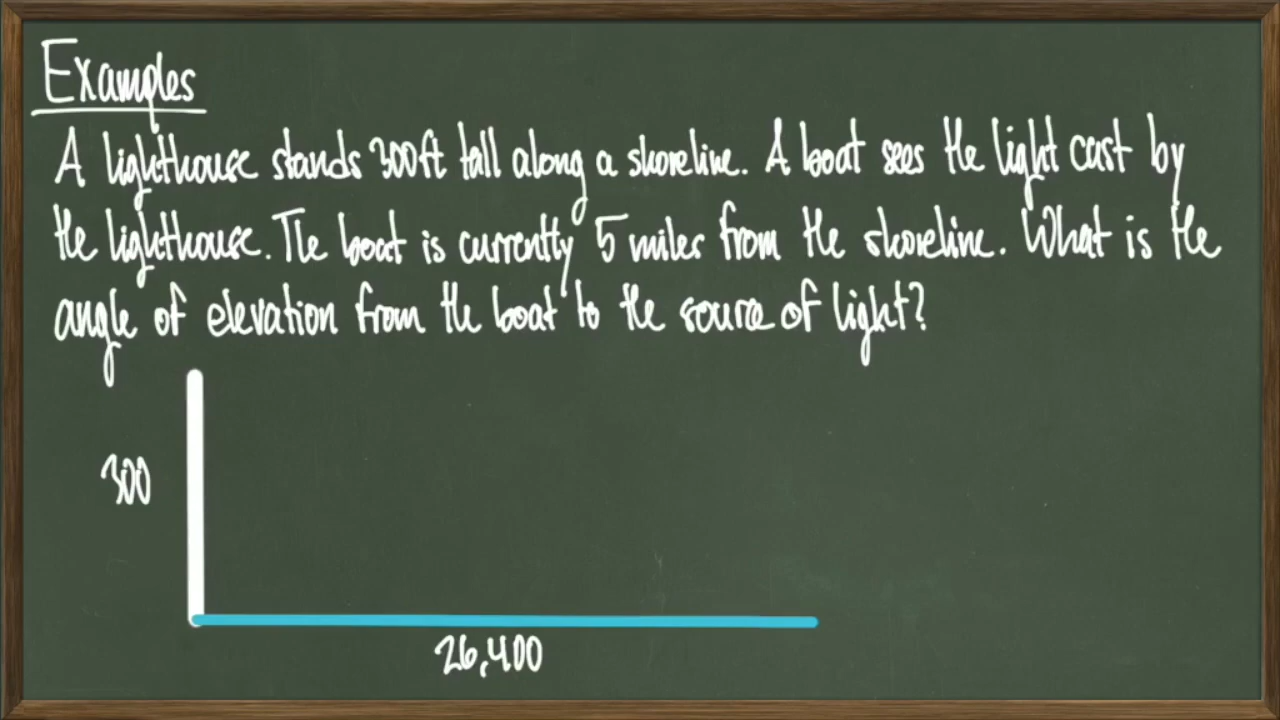 Examples
A lighthouse stands 300ft tall along a shoreline. A boat sees the light cast by
the lighthouse. The boat is currently 5 miles from the shoreline. What is the
angle of elevation from the boat to the source of light?
300
26,400